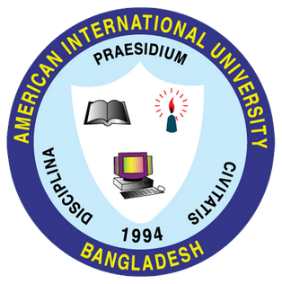 AMERICAN INTERNATIONAL UNIVERSITY
PRAESIDIUM
DISCIPLINA
CIVITATIS
1994
BANGLADESH